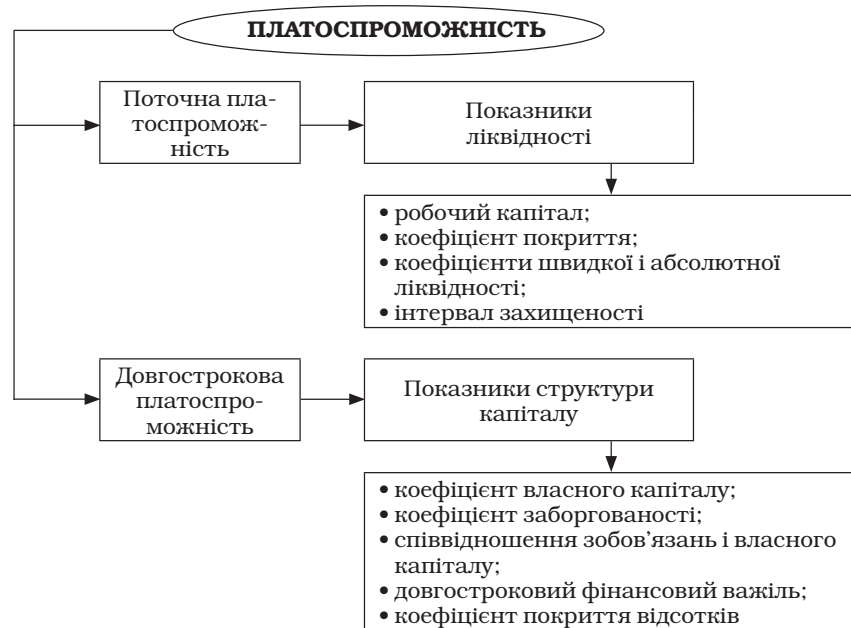 ПЛАТОСПРОМОЖНІСТЬ
Поточна пла-
тоспромож-
ність
Показники
ліквідності
• робочий капітал;
• коефіцієнт покриття;
• коефіцієнти швидкої і абсолютної
ліквідності;
• інтервал захищеності
Довгострокова
платоспро-
можність
Показники структури
капіталу
• коефіцієнт власного капіталу;
• коефіцієнт заборгованості;
• співвідношення зобов’язань і власного
капіталу;
• довгостроковий фінансовий важіль;
• коефіцієнт покриття відсотків